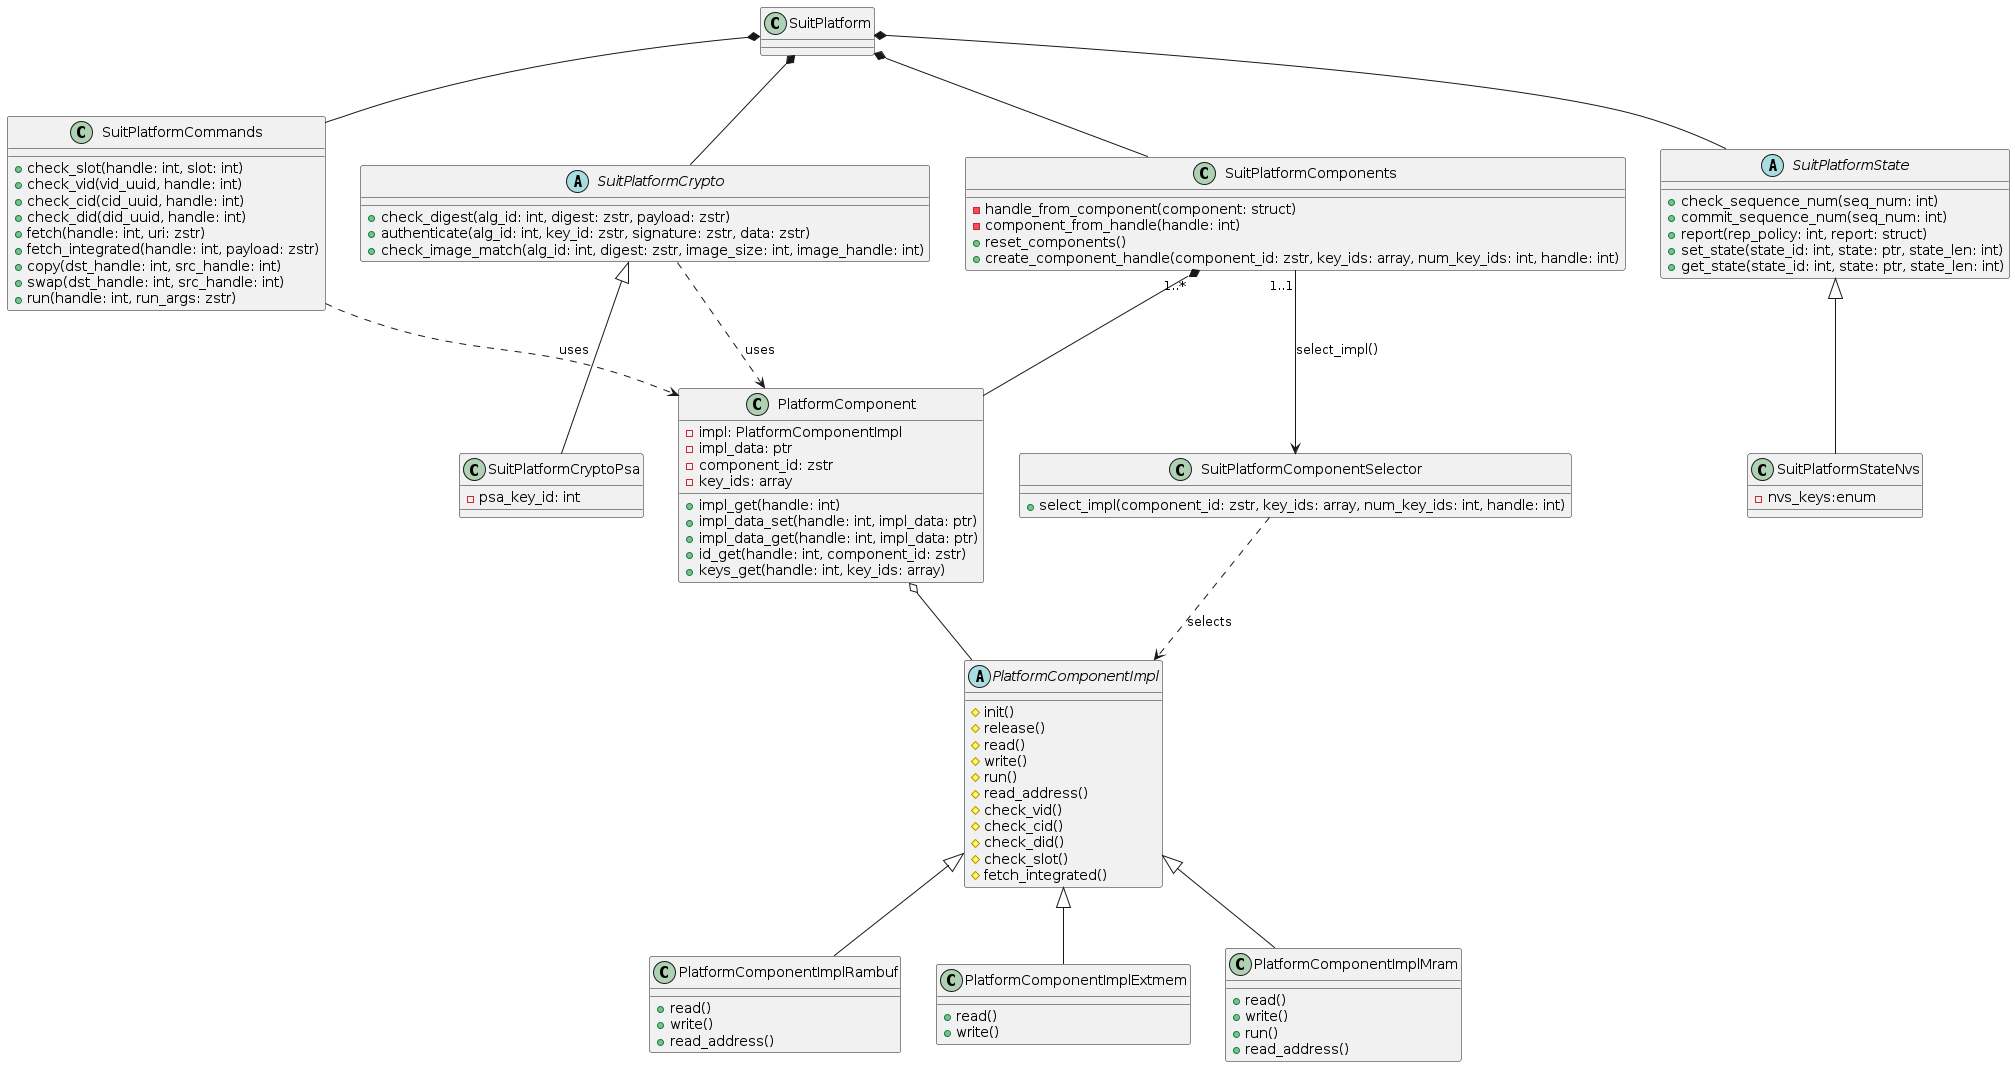 C SuitPlatform
C SuitPlatformCommands
check_slot(handle: int, slot: int)
check_vid(vid_uuid, handle: int)
check_cid(cid_uuid, handle: int)
check_did(did_uuid, handle: int)
fetch(handle: int, uri: zstr)
fetch_integrated(handle: int, payload: zstr)
copy(dst_handle: int, src_handle: int)
swap(dst_handle: int, src_handle: int)
run(handle: int, run_args: zstr)
A SuitPlatformCrypto
check_digest(alg_id: int, digest: zstr, payload: zstr)
authenticate(alg_id: int, key_id: zstr, signature: zstr, data: zstr)
check_image_match(alg_id: int, digest: zstr, image_size: int, image_handle: int)
C SuitPlatformComponents
handle_from_component(component: struct)
component_from_handle(handle: int)
reset_components()
create_component_handle(component_id: zstr, key_ids: array, num_key_ids: int, handle: int)
A SuitPlatformState
check_sequence_num(seq_num: int)
commit_sequence_num(seq_num: int)
report(rep_policy: int, report: struct)
set_state(state_id: int, state: ptr, state_len: int)
get_state(state_id: int, state: ptr, state_len: int)
1..*
1..1
uses
uses
select_impl()
C PlatformComponent
impl: PlatformComponentImpl
impl_data: ptr
component_id: zstr
key_ids: array
impl_get(handle: int)
impl_data_set(handle: int, impl_data: ptr)
impl_data_get(handle: int, impl_data: ptr)
id_get(handle: int, component_id: zstr)
keys_get(handle: int, key_ids: array)
C SuitPlatformCryptoPsa
psa_key_id: int
C SuitPlatformComponentSelector
select_impl(component_id: zstr, key_ids: array, num_key_ids: int, handle: int)
C SuitPlatformStateNvs
nvs_keys:enum
selects
A PlatformComponentImpl
init()
release()
read()
write()
run()
read_address()
check_vid()
check_cid()
check_did()
check_slot()
fetch_integrated()
C PlatformComponentImplRambuf
read()
write()
read_address()
C PlatformComponentImplExtmem
read()
write()
C PlatformComponentImplMram
read()
write()
run()
read_address()